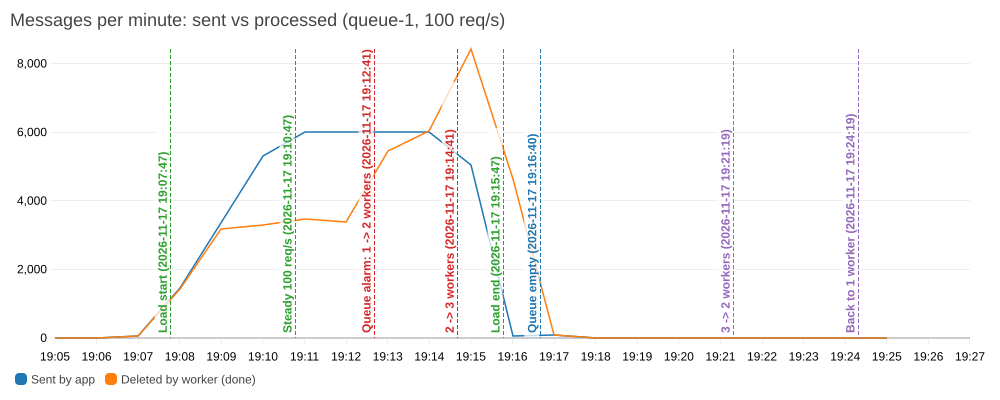 Messages per minute: sent vs processed (queue-1, 100 req/s)
8,000
6,000
4,000
2,000
0
Load start (2026-11-17 19:07:47)
Steady 100 req/s (2026-11-17 19:10:47)
Queue alarm: 1 -> 2 workers (2026-11-17 19:12:41)
2 -> 3 workers (2026-11-17 19:14:41)
Load end (2026-11-17 19:15:47)
Queue empty (2026-11-17 19:16:40)
3 -> 2 workers (2026-11-17 19:21:19)
Back to 1 worker (2026-11-17 19:24:19)
19:05 19:06 19:07 19:08 19:09 19:10 19:11 19:12 19:13 19:14 19:15 19:16 19:17 19:18 19:19 19:20 19:21 19:22 19:23 19:24 19:25 19:26 19:27
Sent by app Deleted by worker (done)